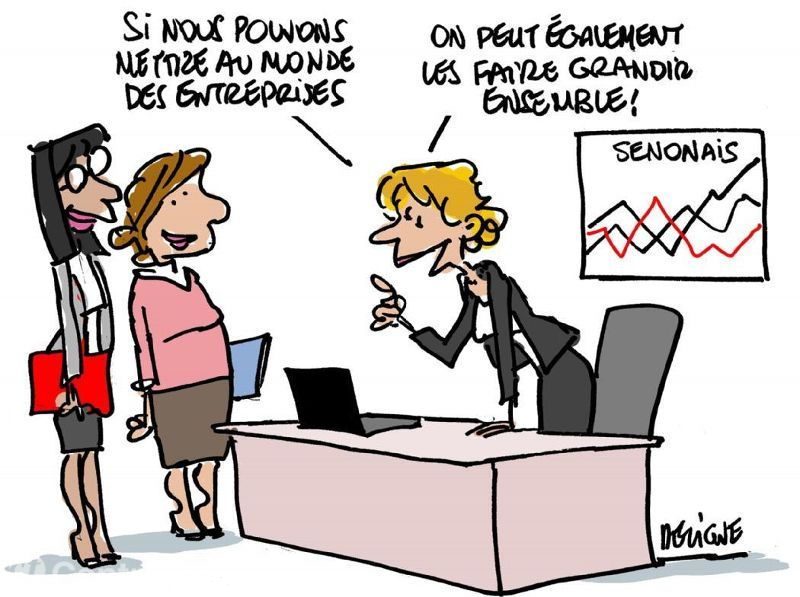 SI NOUS POUVONS
METTRE AU MONDE
DES ENTREPRISES
ON PEUT ÉGALEMENT
LES FAIRE GRANDIR
ENSEMBLE!
SENONAIS
DELIGNE